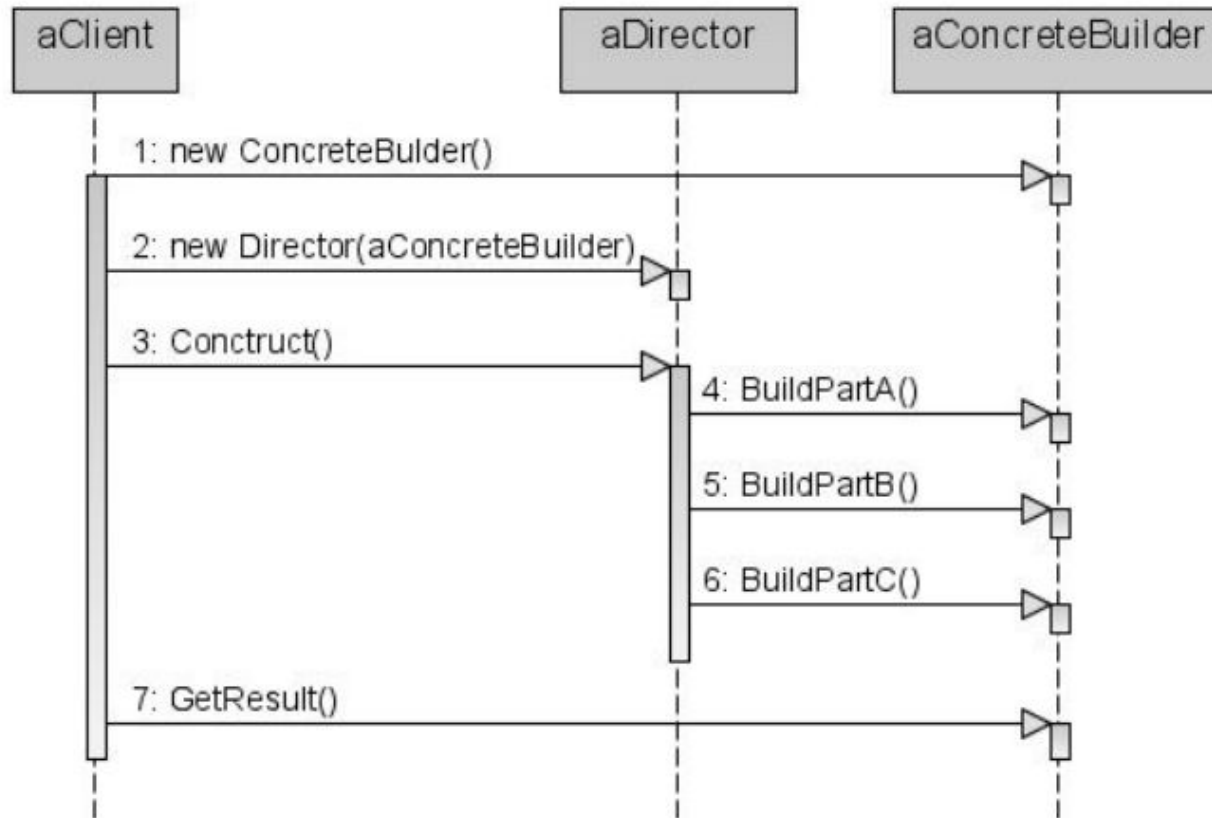 aClient
aDirector
aConcreteBuilder
1: new ConcreteBulder()
2: new Director(aConcreteBuilder)
3: Conctruct()
4: BuildPartA()
5: BuildPartB()
6: BuildPartC()
7: GetResult()